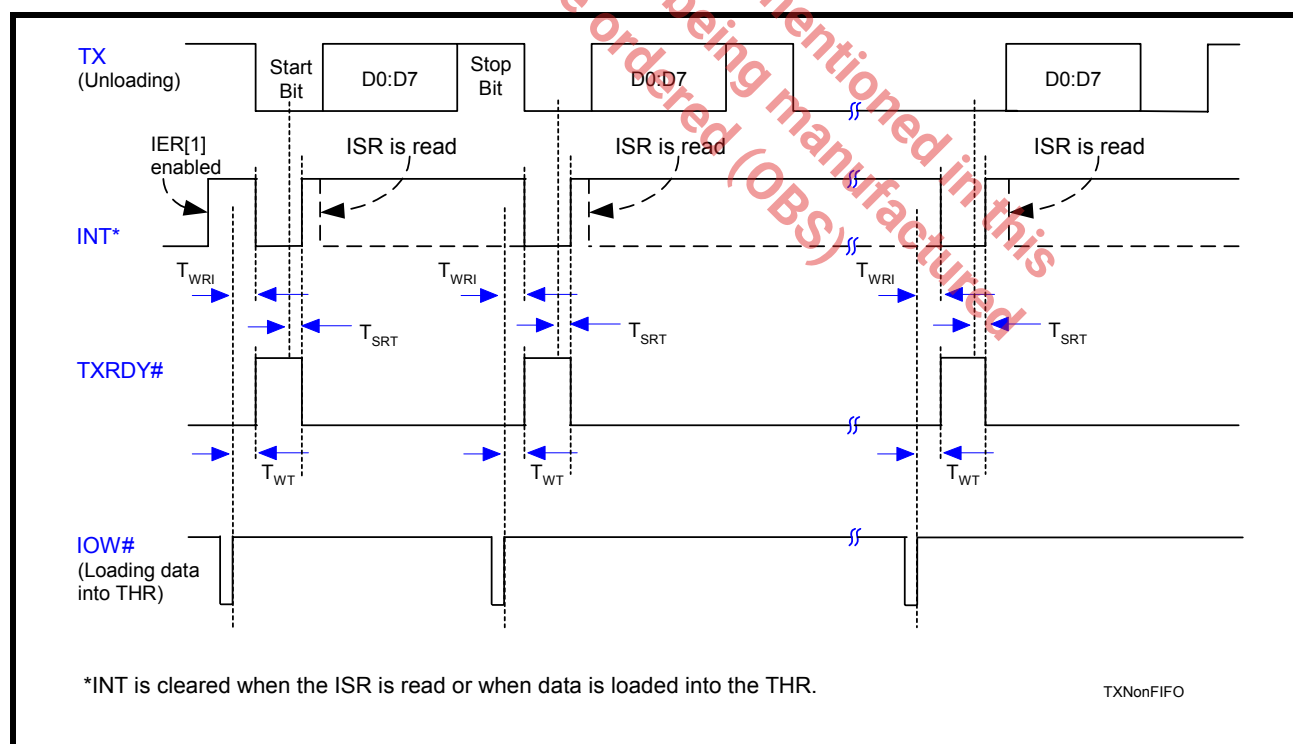 mentioned in this
being manufactured
e ordered (OBS)
TX
(Unloading)
Start
Bit
D0:D7
Stop
Bit
D0:D7
D0:D7
IER[1]
enabled
ISR is read
ISR is read
ISR is read
INT*
TWRI
TWRI
TWRI
TSRT
TSRT
TSRT
TXRDY#
TWT
TWT
TWT
IOW#
(Loading data
into THR)
*INT is cleared when the ISR is read or when data is loaded into the THR.
TXNonFIFO